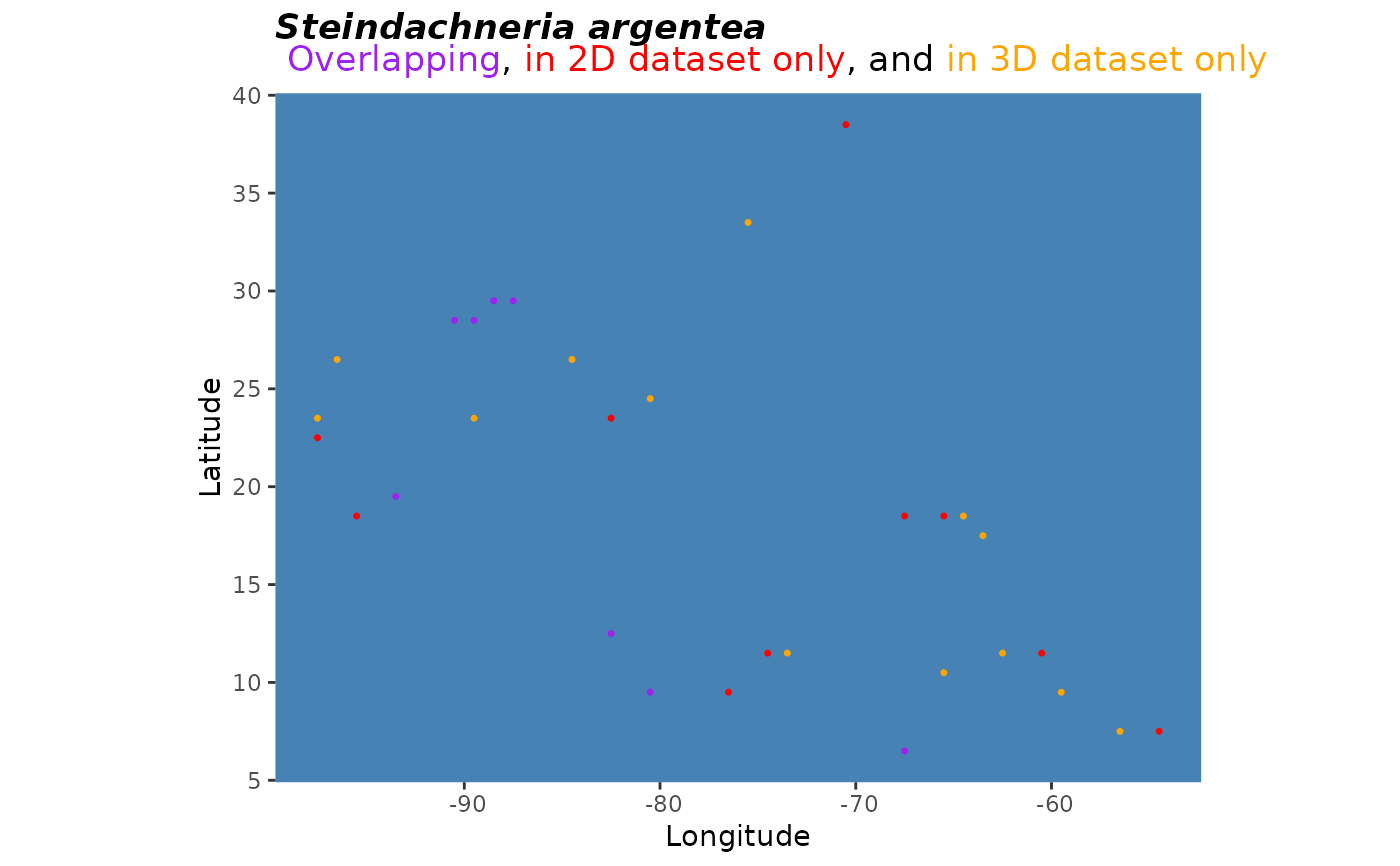 Steindachneria argentea
Overlapping, in 2D dataset only, and in 3D dataset only
40
35
30
25
20
15
10
5
Latitude
-90 -80 -70 -60
Longitude